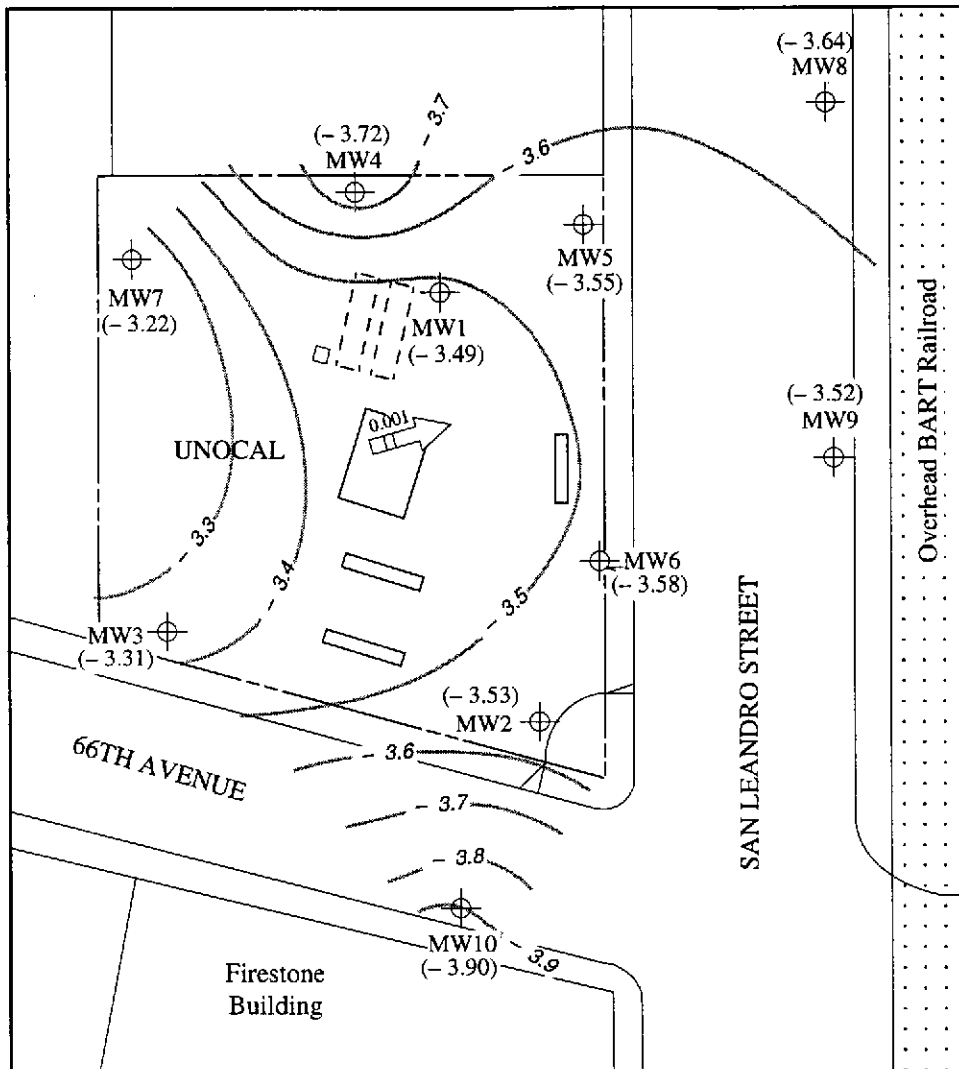 (– 3.64)
MW8
– 3.7
(– 3.72)
MW4
– 3.6
MW5
(– 3.55)
MW7
(– 3.22)
MW1
(– 3.49)
Overhead BART Railroad
(– 3.52)
MW9
0.001
UNOCAL
– 3.3
– 3.4
– 3.5
MW6
(– 3.58)
MW3
(– 3.31)
SAN LEANDRO STREET
(– 3.53)
MW2
66TH AVENUE
– 3.6
– 3.7
– 3.8
MW10
(– 3.90)
– 3.9
Firestone
Building